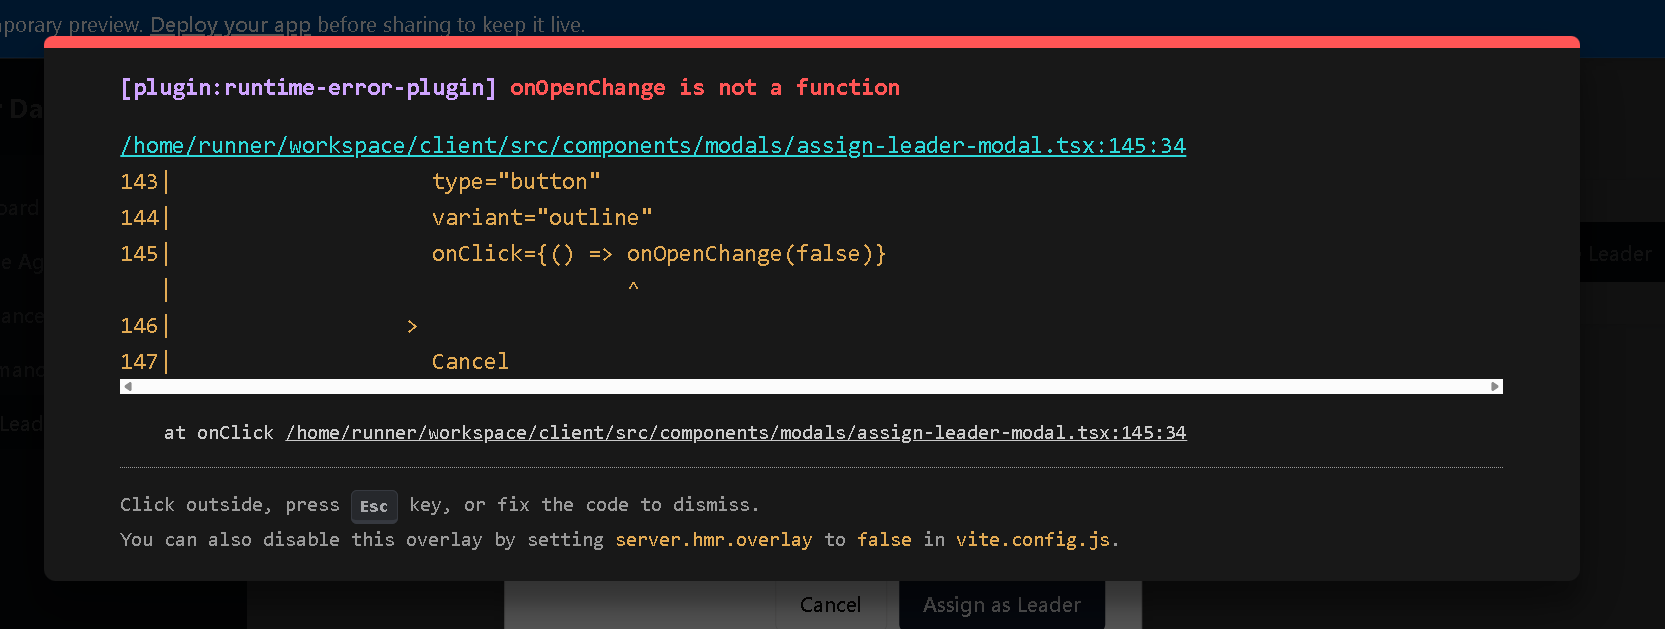 porary preview. Deploy your app before sharing to keep it live.
[plugin:runtime-error-plugin] onOpenChange is not a function
/home/runner/workspace/client/src/components/modals/assign-leader-modal.tsx:145:34
143|                    type="button"
144|                    variant="outline"
145|                    onClick={() => onOpenChange(false)}
   |                                   ^
146|                  >
147|                    Cancel
at onClick /home/runner/workspace/client/src/components/modals/assign-leader-modal.tsx:145:34
Click outside, press Esc key, or fix the code to dismiss.
You can also disable this overlay by setting server.hmr.overlay to false in vite.config.js.
Da
oard
e Ag
Leader
ance
manc
Lead
Cancel
Assign as Leader